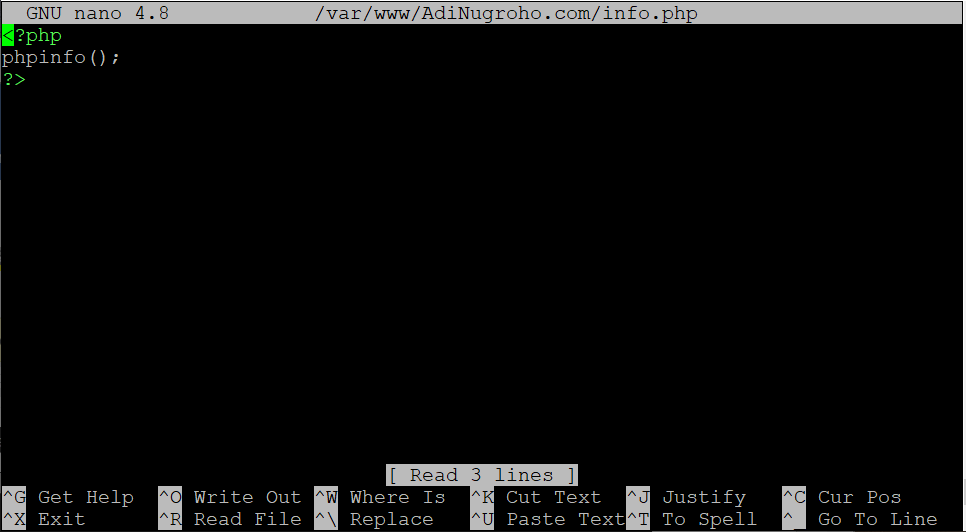 GNU nano 4.8 /var/www/AdiNugroho.com/info.php
<?php
phpinfo();
?>
[ Read 3 lines ]
^G Get Help ^O Write Out ^W Where Is ^K Cut Text ^J Justify ^C Cur Pos
^X Exit ^R Read File ^\ Replace ^U Paste Text^T To Spell ^_ Go To Line